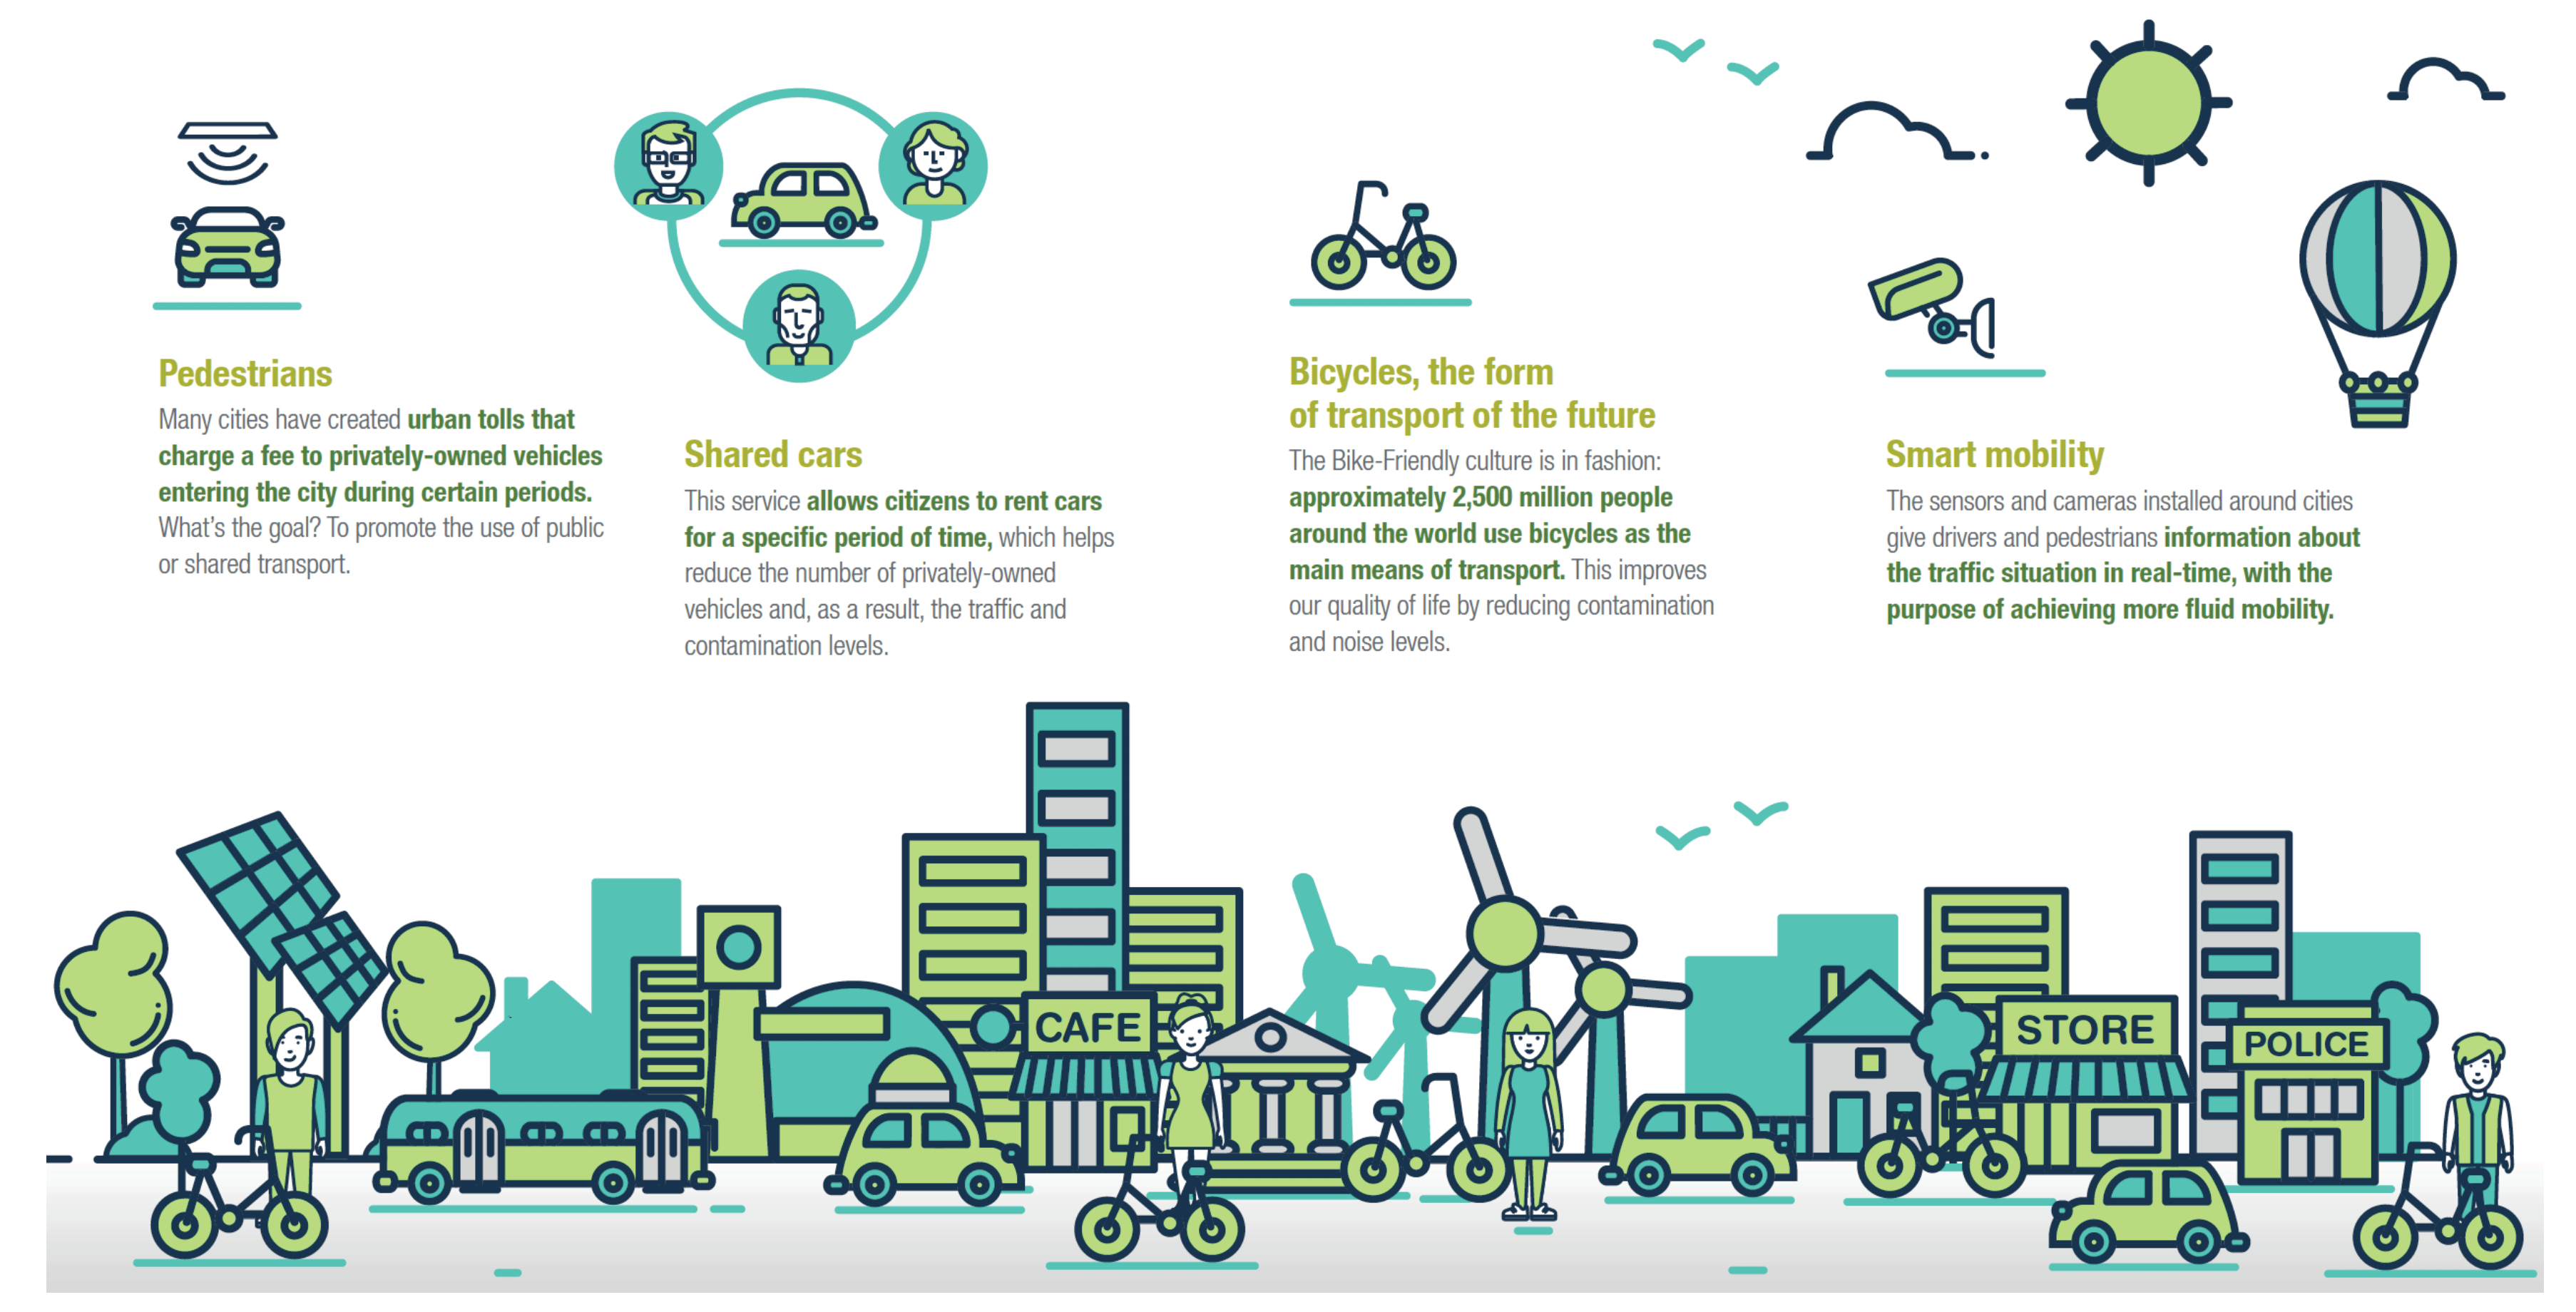 Pedestrians
Many cities have created urban tolls that
charge a fee to privately-owned vehicles
entering the city during certain periods.
What's the goal? To promote the use of public
or shared transport.
Shared cars
This service allows citizens to rent cars
for a specific period of time, which helps
reduce the number of privately-owned
vehicles and, as a result, the traffic and
contamination levels.
Bicycles, the form
of transport of the future
The Bike-Friendly culture is in fashion:
approximately 2,500 million people
around the world use bicycles as the
main means of transport. This improves
our quality of life by reducing contamination
and noise levels.
Smart mobility
The sensors and cameras installed around cities
give drivers and pedestrians information about
the traffic situation in real-time, with the
purpose of achieving more fluid mobility.
CAFE
STORE
POLICE